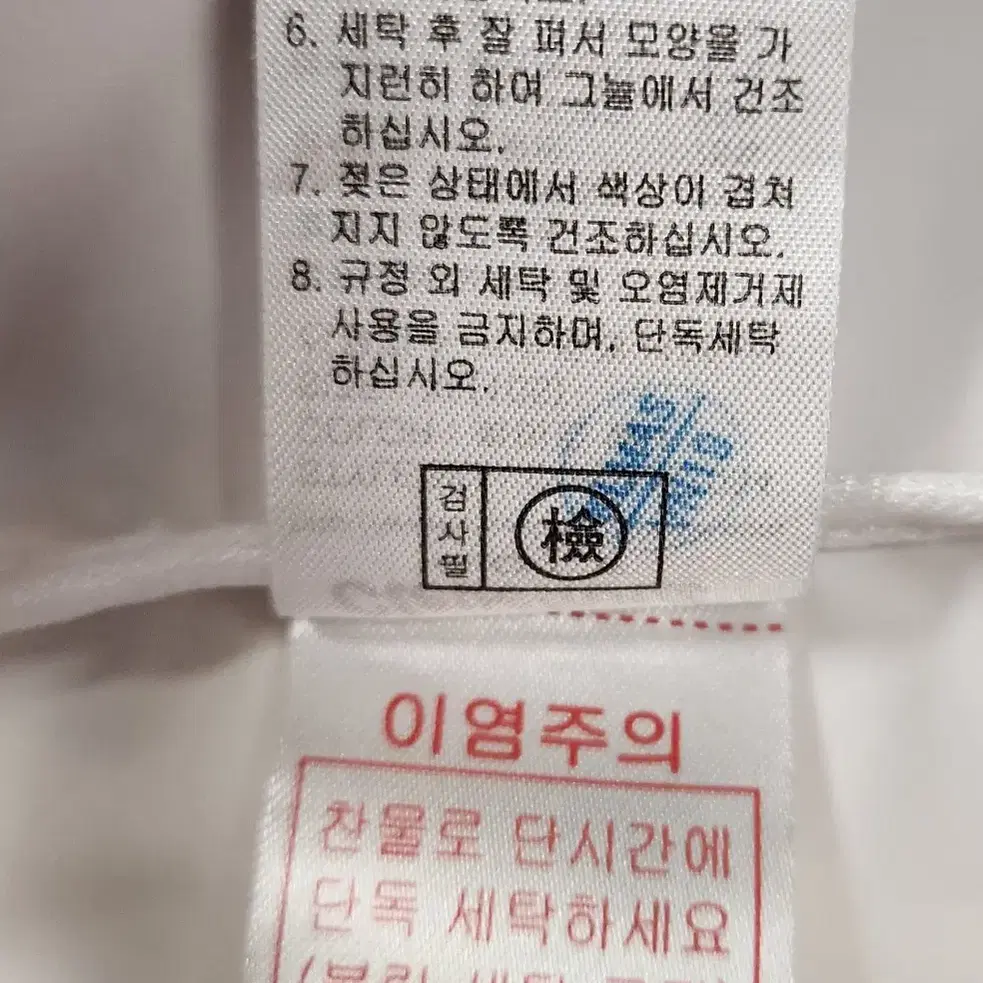 6. 세탁 후 잘 펴서 모양을 가
지런히 하여 그늘에서 건조
하십시오.
7. 젖은 상태에서 색상이 겹쳐
지지 않도록 건조하십시오.
8. 규정 외 세탁 및 오염제거제
사용을 금지하며, 단독세탁
하십시오.
검사필
檢
이염주의
찬물로 단시간에
단독 세탁하세요